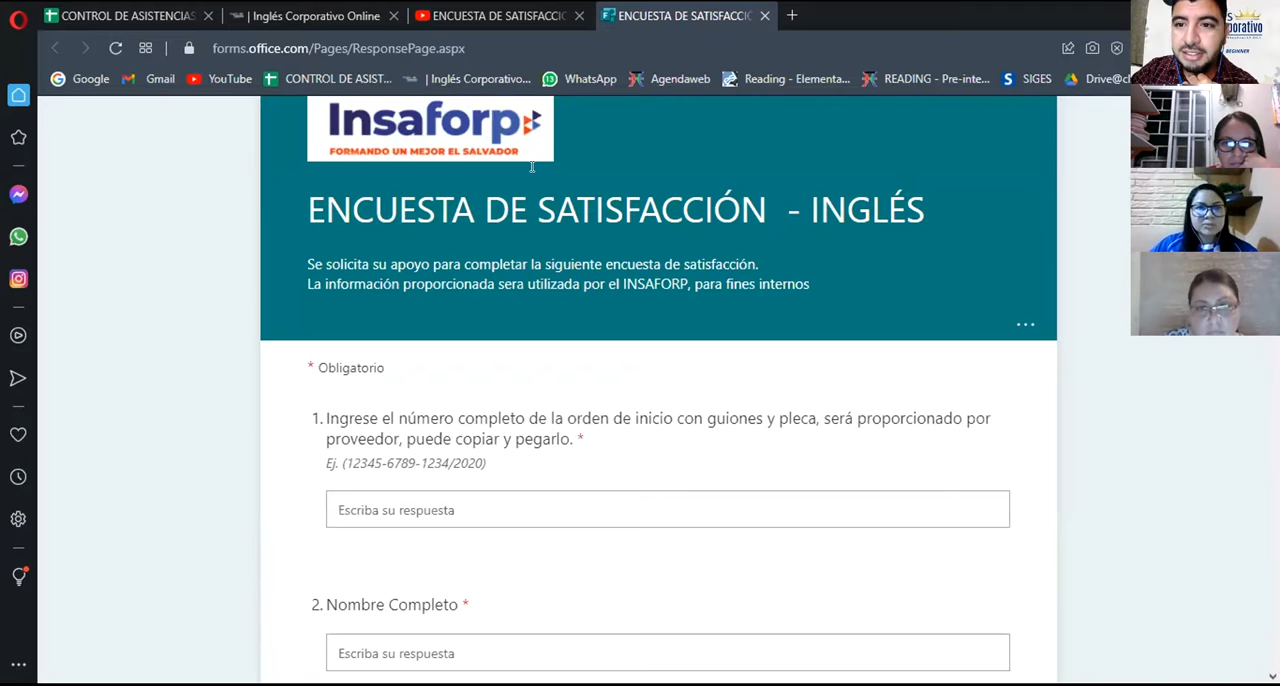 CONTROL DE ASISTENCIAS
| Inglés Corporativo Online
ENCUESTA DE SATISFACCIÓ
ENCUESTA DE SATISFACCIÓ
forms.office.com/Pages/ResponsePage.aspx
Google
Gmail
YouTube
CONTROL DE ASIST...
| Inglés Corporativo...
WhatsApp
Agendaweb
Reading - Elementa...
READING - Pre-inte...
SIGES
Drive@cl
BEGINNER
Insaforp
FORMANDO UN MEJOR EL SALVADOR
ENCUESTA DE SATISFACCIÓN - INGLÉS
Se solicita su apoyo para completar la siguiente encuesta de satisfacción.
La información proporcionada sera utilizada por el INSAFORP, para fines internos
* Obligatorio
1. Ingrese el número completo de la orden de inicio con guiones y pleca, será proporcionado por
proveedor, puede copiar y pegarlo. *
Ej. (12345-6789-1234/2020)
Escriba su respuesta
2. Nombre Completo *
Escriba su respuesta